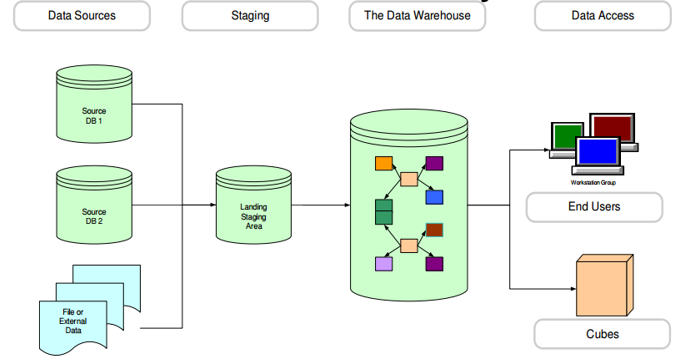 Data Sources
Staging
The Data Warehouse
Data Access
Source
DB 1
Source
DB 2
File or
External
Data
Landing
Staging
Area
Workstation Group
End Users
Cubes